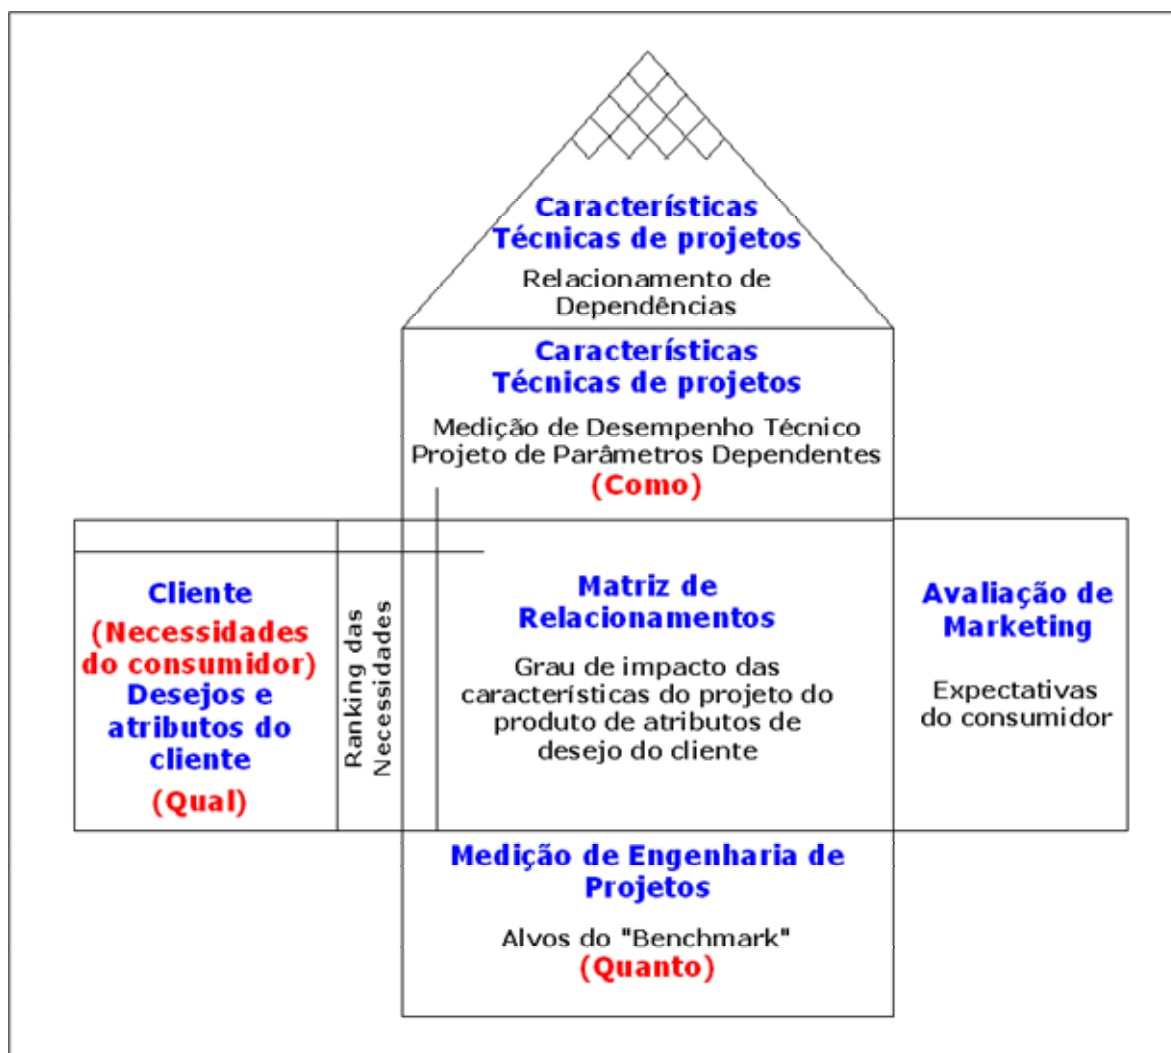 Características
Técnicas de projetos
Relacionamento de
Dependências
Características
Técnicas de projetos
Medição de Desempenho Técnico
Projeto de Parâmetros Dependentes
(Como)
Cliente
(Necessidades
do consumidor)
Desejos e
atributos do
cliente
(Qual)
Ranking das
Necessidades
Matriz de
Relacionamentos
Grau de impacto das
características do projeto do
produto de atributos de
desejo do cliente
Avaliação de
Marketing
Expectativas
do consumidor
Medição de Engenharia de
Projetos
Alvos do "Benchmark"
(Quanto)